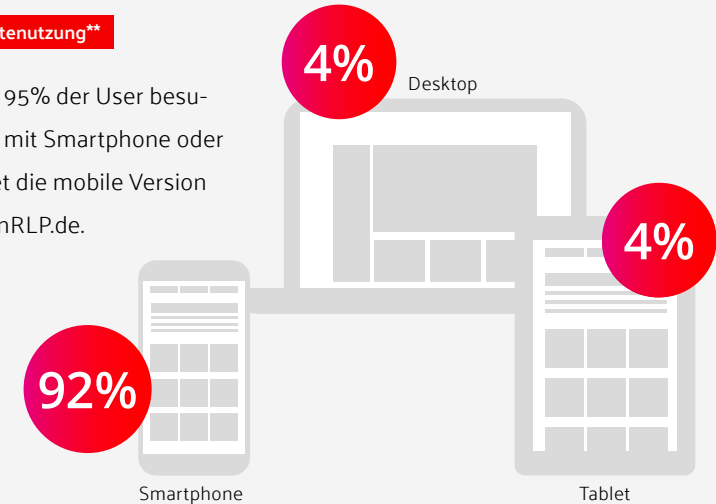 tenutzung**
4%
Desktop
95% der User besu-
mit Smartphone oder
et die mobile Version
nRLP.de.
4%
92%
Smartphone
Tablet